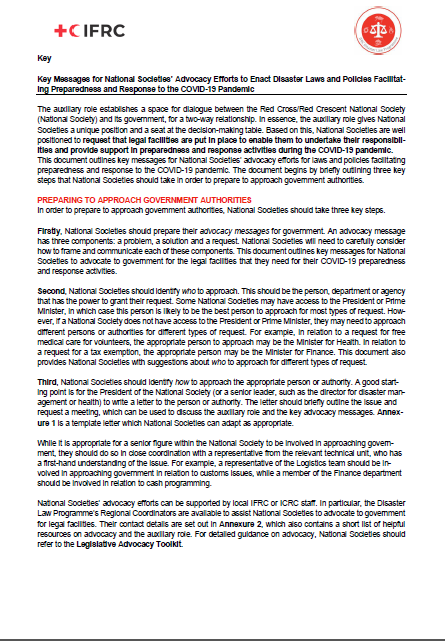 IFRC
Key
Key Messages for National Societies' Advocacy Efforts to Enact Disaster Laws and Policies Facilitat-
ing Preparedness and Response to the COVID-19 Pandemic
The auxiliary role establishes a space for dialogue between the Red Cross/Red Crescent National Society
(National Society) and its government, for a two-way relationship. In essence, the auxiliary role gives National
Societies a unique position and a seat at the decision-making table. Based on this, National Societies are well
positioned to request that legal facilities are put in place to enable them to undertake their responsibil-
ities and provide support in preparedness and response activities during the COVID-19 pandemic.
This document outlines key messages for National Societies' advocacy efforts for laws and policies facilitating
preparedness and response to the COVID-19 pandemic. The document begins by briefly outlining three key
steps that National Societies should take in order to prepare to approach government authorities.
PREPARING TO APPROACH GOVERNMENT AUTHORITIES
In order to prepare to approach government authorities, National Societies should take three key steps.
Firstly, National Societies should prepare their advocacy messages for government. An advocacy message
has three components: a problem, a solution and a request. National Societies will need to carefully consider
how to frame and communicate each of these components. This document outlines key messages for National
Societies to advocate to government for the legal facilities that they need for their COVID-19 preparedness
and response activities.
Second, National Societies should identify who to approach. This should be the person, department or agency
that has the power to grant their request. Some National Societies may have access to the President or Prime
Minister, in which case this person is likely to be the best person to approach for most types of request. How-
ever, if a National Society does not have access to the President or Prime Minister, they may need to approach
different persons or authorities for different types of request. For example, in relation to a request for free
medical care for volunteers, the appropriate person to approach may be the Minister for Health. In relation to
a request for a tax exemption, the appropriate person may be the Minister for Finance. This document also
provides National Societies with suggestions about who to approach for different types of request.
Third, National Societies should identify how to approach the appropriate person or authority. A good start-
ing point is for the President of the National Society (or a senior leader, such as the director for disaster man-
agement or health) to write a letter to the person or authority. The letter should briefly outline the issue and
request a meeting, which can be used to discuss the auxiliary role and the key advocacy messages. Annex-
ure 1 is a template letter which National Societies can adapt as appropriate.
While it is appropriate for a senior figure within the National Society to be involved in approaching govern-
ment, they should do so in close coordination with a representative from the relevant technical unit, who has
a first-hand understanding of the issue. For example, a representative of the Logistics team should be in-
volved in approaching government in relation to customs issues, while a member of the Finance department
should be involved in relation to cash programming.
National Societies' advocacy efforts can be supported by local IFRC or ICRC staff. In particular, the Disaster
Law Programme's Regional Coordinators are available to assist National Societies to advocate to government
for legal facilities. Their contact details are set out in Annexure 2, which also contains a short list of helpful
resources on advocacy and the auxiliary role. For detailed guidance on advocacy, National Societies should
refer to the Legislative Advocacy Toolkit.